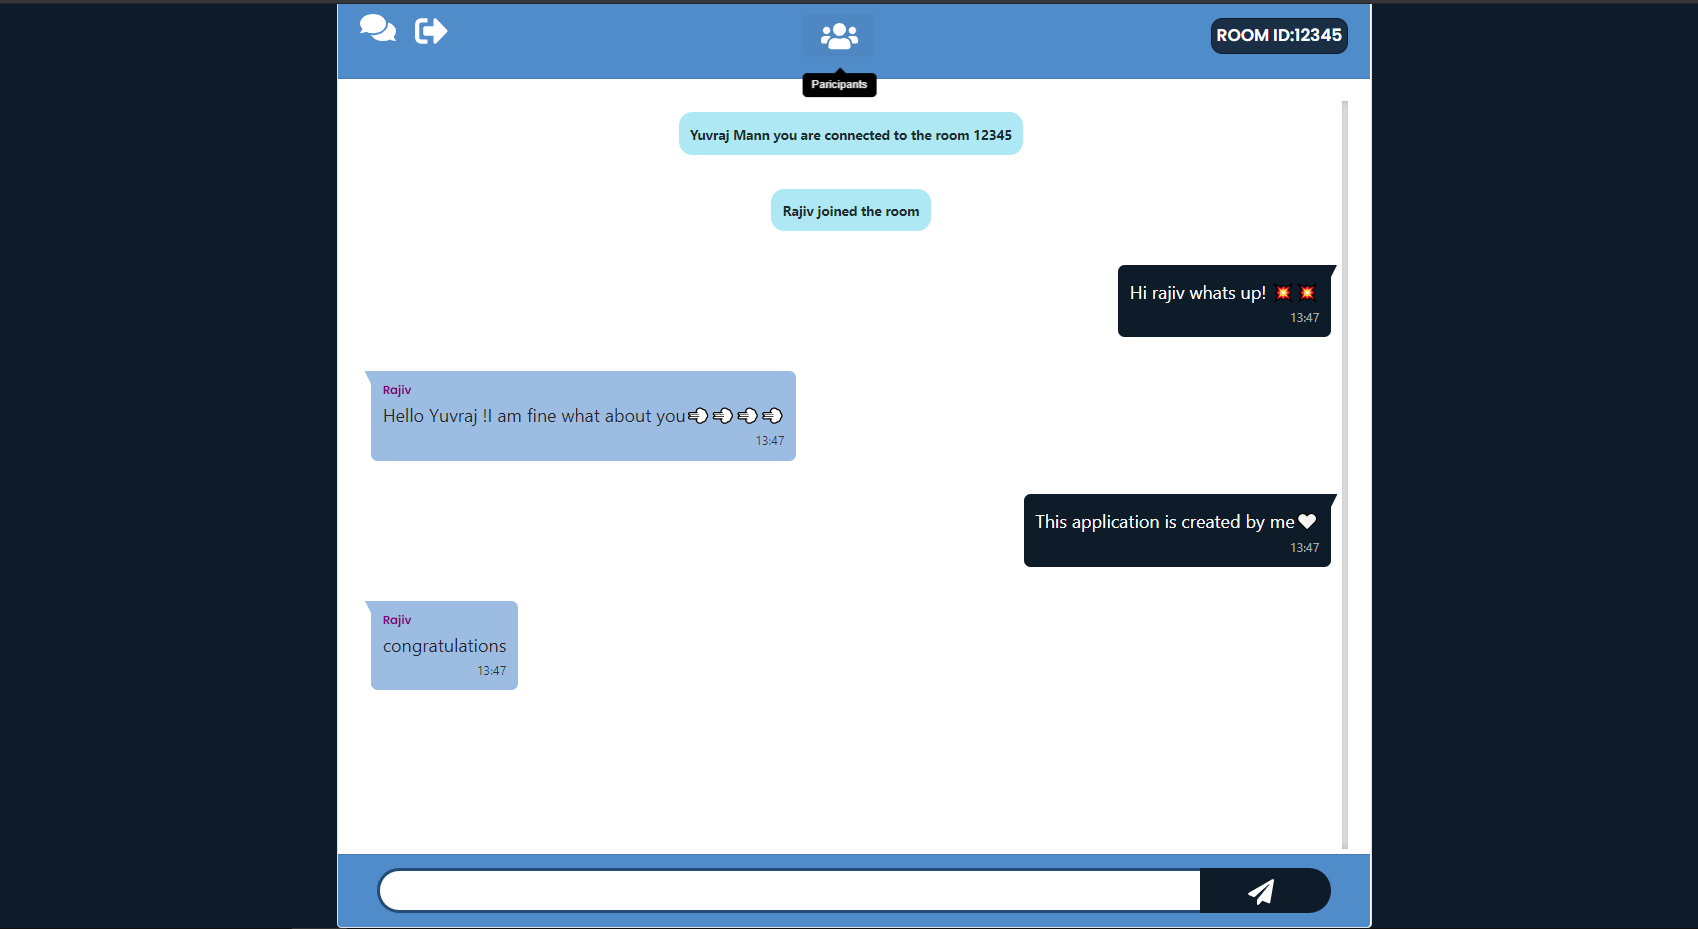 ROOM ID:12345
Paricipants
Yuvraj Mann you are connected to the room 12345
Rajiv joined the room
Hi rajiv whats up! 💥 💥
13:47
Rajiv
Hello Yuvraj !I am fine what about you
13:47
This application is created by me🤍
13:47
Rajiv
congratulations
13:47